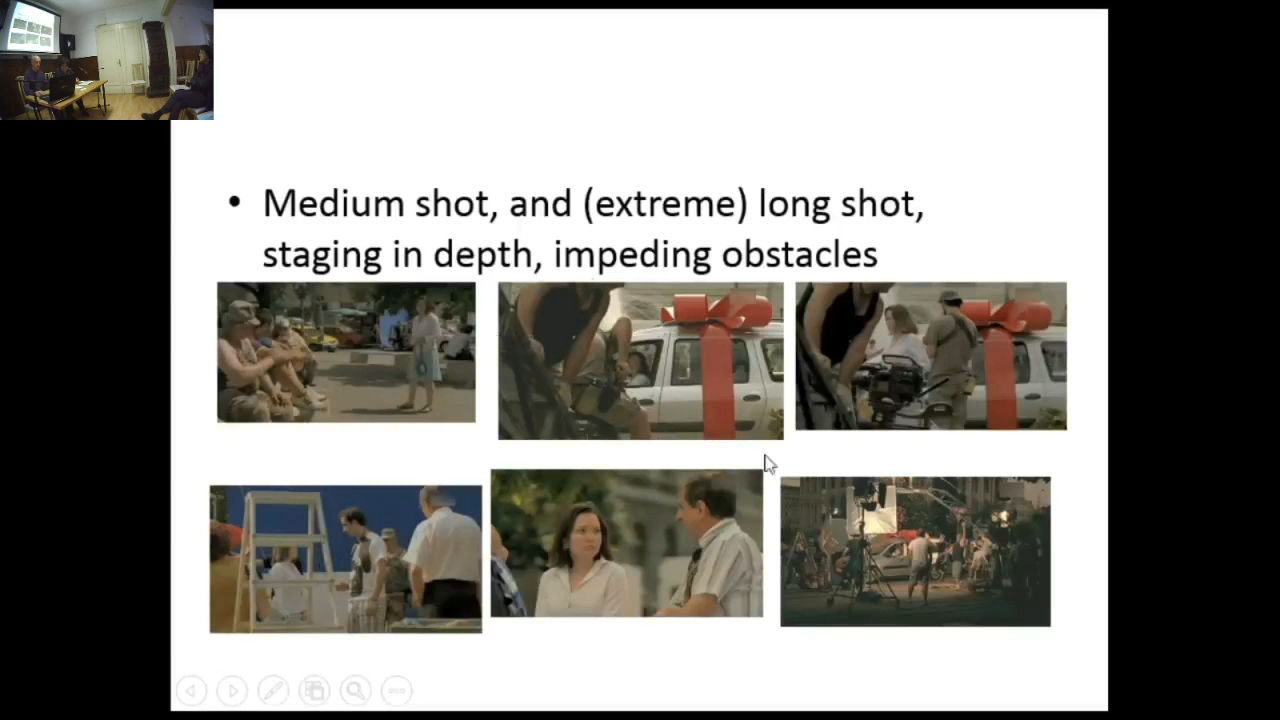 • Medium shot, and (extreme) long shot,
staging in depth, impeding obstacles